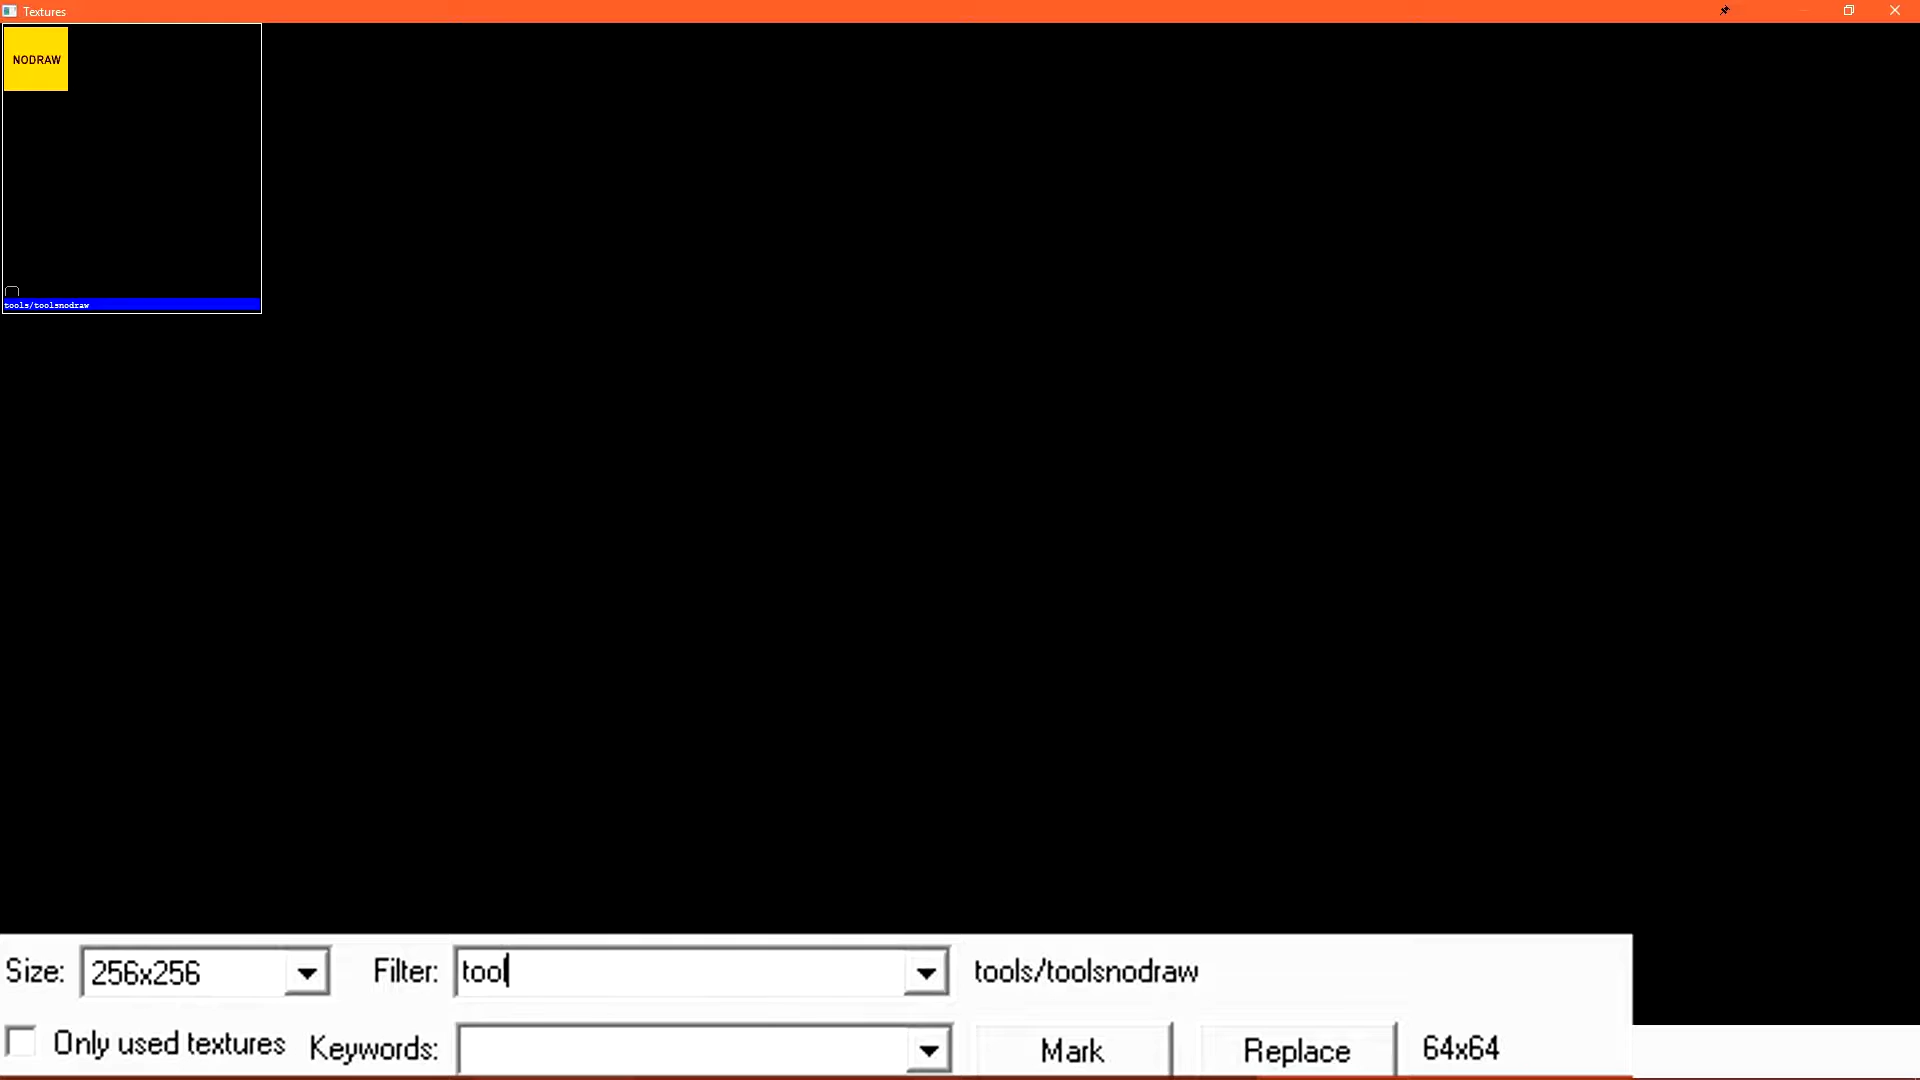 Textures
NODRAW
tools/toolsnodraw
Size: 256x256 Filter: tool tools/toolsnodraw
Only used textures Keywords: Mark Replace 64x64